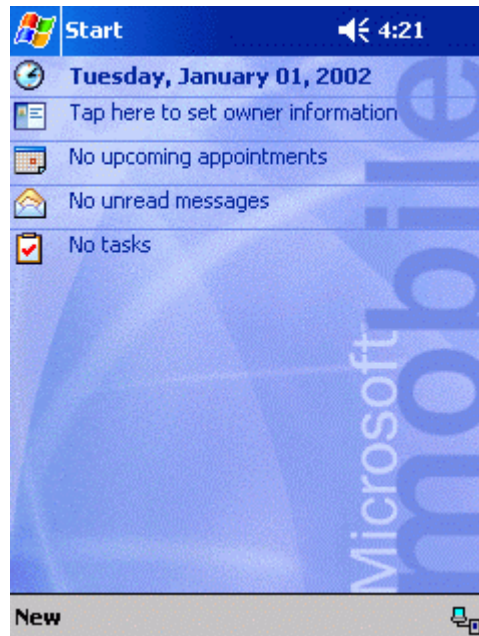 Start 4:21
Tuesday, January 01, 2002
Tap here to set owner information
No upcoming appointments
No unread messages
No tasks
Microsoft
mobile
New